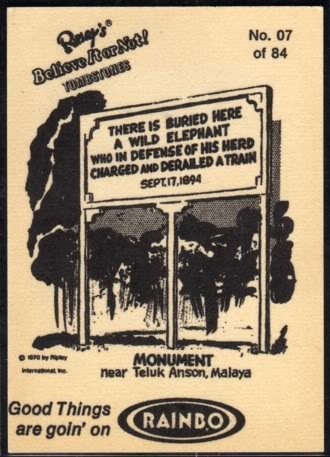 Ripley's®
Believe It or Not!
TOMBSTONES
No. 07
of 84
THERE IS BURIED HERE
A WILD ELEPHANT
WHO IN DEFENSE OF HIS HERD
CHARGED AND DERAILED A TRAIN
SEPT.17,1894
© 1970 by Ripley
International, Inc.
MONUMENT
near Teluk Anson, Malaya
Good Things
are goin' on
RAINBO